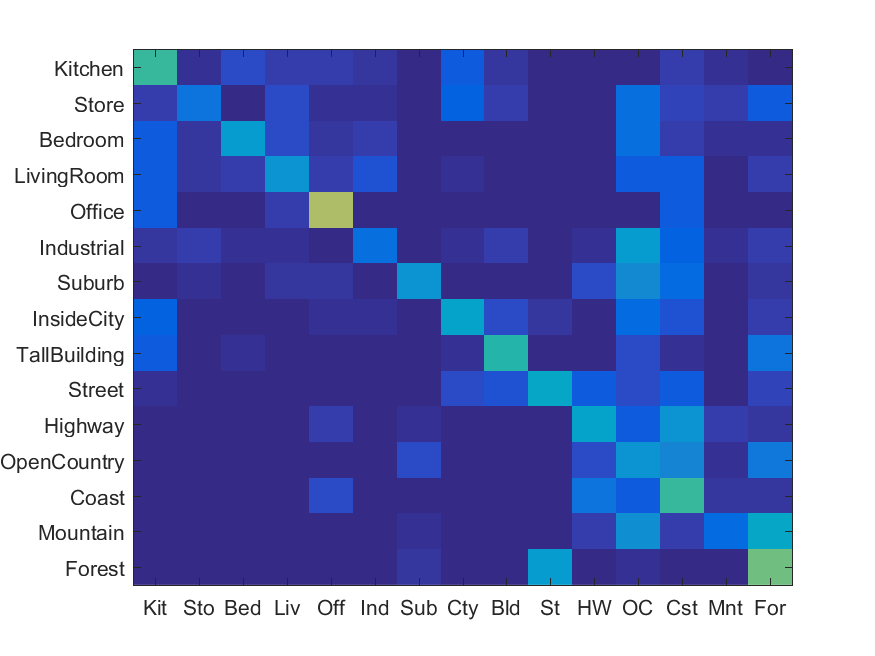 Kitchen
Store
Bedroom
LivingRoom
Office
Industrial
Suburb
InsideCity
TallBuilding
Street
Highway
OpenCountry
Coast
Mountain
Forest
Kit Sto Bed Liv Off Ind Sub Cty Bld St HW OC Cst Mnt For